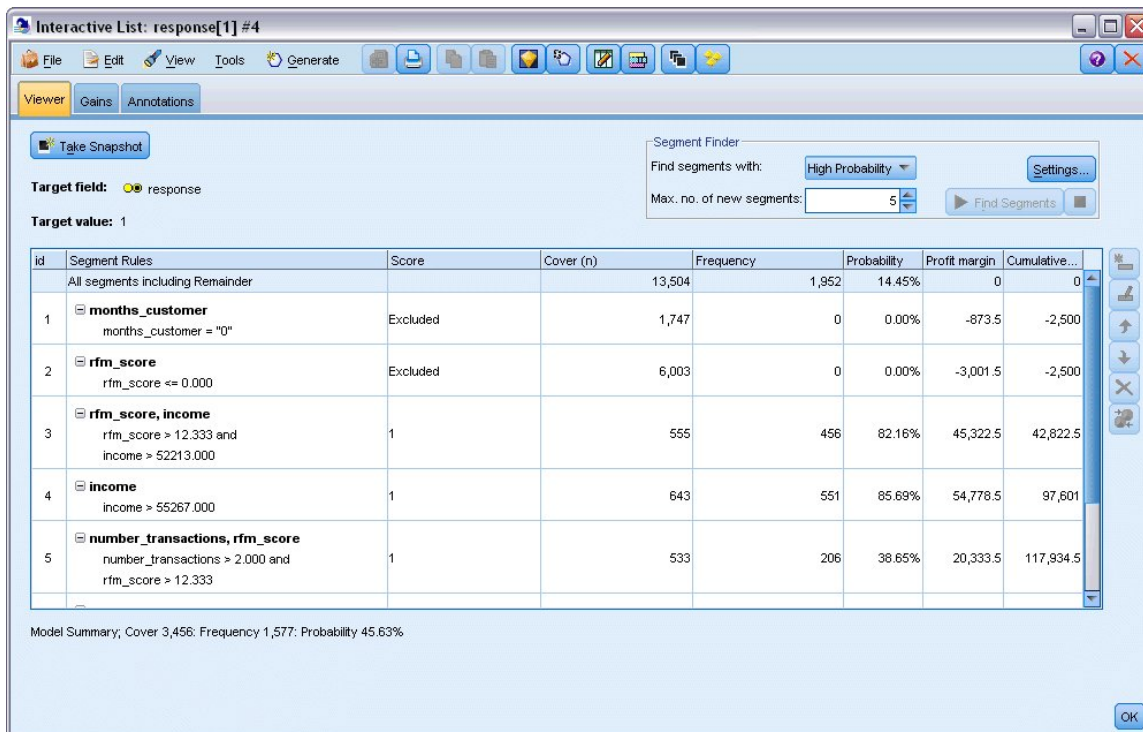 Interactive List: response[1] #4
File Edit View Tools Generate
Viewer Gains Annotations
Take Snapshot
Segment Finder
Find segments with: High Probability Settings...
Target field: response
Max. no. of new segments: 5 Find Segments
Target value: 1
id Segment Rules Score Cover (n) Frequency Probability Profit margin Cumulative...
All segments including Remainder 13,504 1,952 14.45% 0 0
months_customer
1 Excluded 1,747 0 0.00% -873.5 -2,500
months_customer = "0"
rfm_score
2 Excluded 6,003 0 0.00% -3,001.5 -2,500
rfm_score <= 0.000
rfm_score, income
3 rfm_score > 12.333 and 1 555 456 82.16% 45,322.5 42,822.5
income > 52213.000
income
4 1 643 551 85.69% 54,778.5 97,601
income > 55267.000
number_transactions, rfm_score
5 number_transactions > 2.000 and 1 533 206 38.65% 20,333.5 117,934.5
rfm_score > 12.333
Model Summary; Cover 3,456: Frequency 1,577: Probability 45.63%
OK